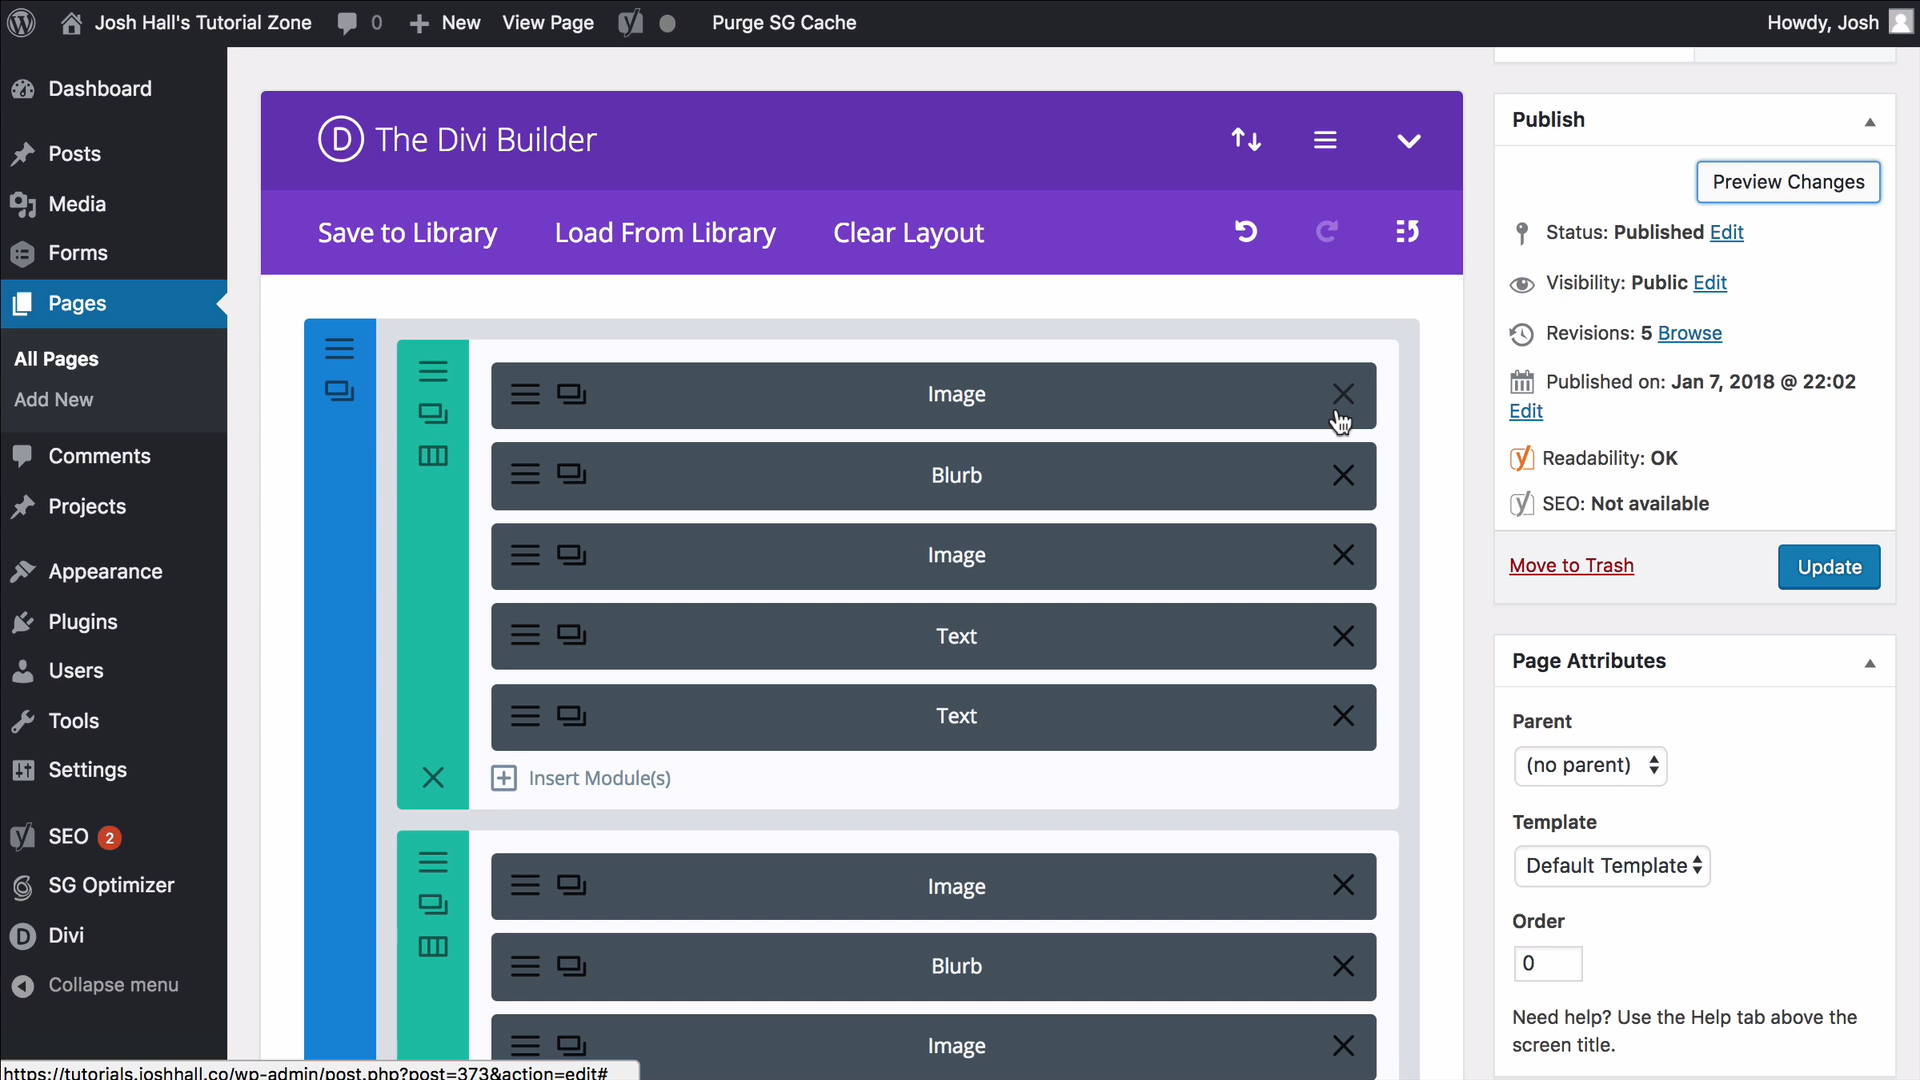 Josh Hall's Tutorial Zone 0 New View Page Purge SG Cache Howdy, Josh
Dashboard
Posts
Media
Forms
Pages
All Pages
Add New
Comments
Projects
Appearance
Plugins
Users
Tools
Settings
SEO 2
SG Optimizer
Divi
Collapse menu
D The Divi Builder
Save to Library Load From Library Clear Layout
Image
Blurb
Image
Text
Text
Insert Module(s)
Image
Blurb
Image
Publish
Preview Changes
Status: Published Edit
Visibility: Public Edit
Revisions: 5 Browse
Published on: Jan 7, 2018 @ 22:02
Edit
Readability: OK
SEO: Not available
Move to Trash Update
Page Attributes
Parent
(no parent)
Template
Default Template
Order
0
Need help? Use the Help tab above the
screen title.
https://tutorials.joshhall.co/wp-admin/post.php?post=373&action=edit#